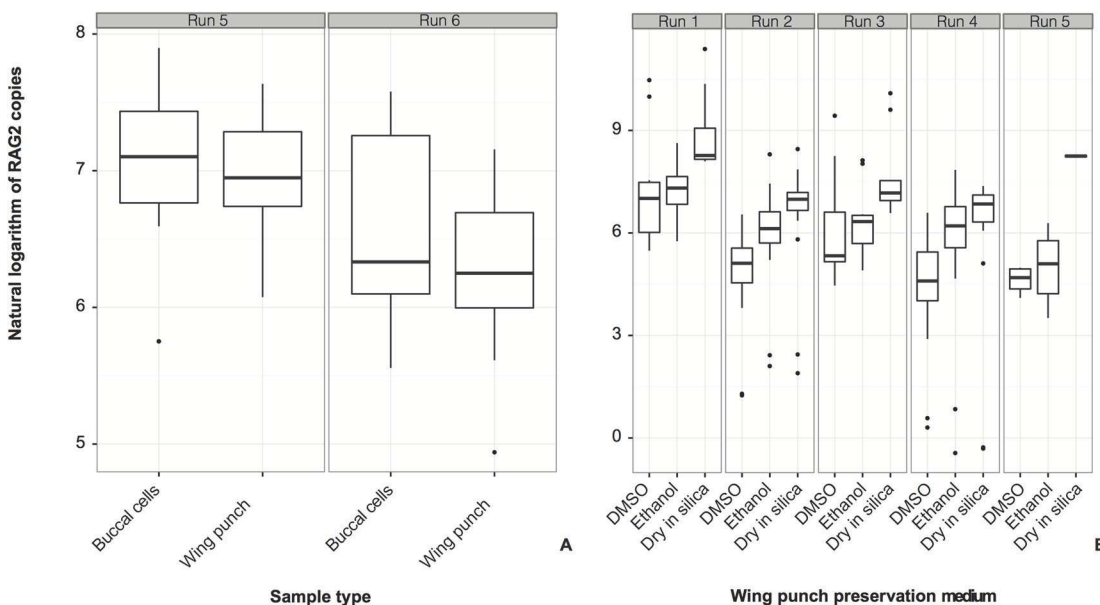 Run 5 Run 6
Natural logarithm of RAG2 copies
8
7
6
5
Buccal cells Wing punch Buccal cells Wing punch
A
Sample type
Run 1 Run 2 Run 3 Run 4 Run 5
9
6
3
0
DMSO Ethanol Dry in silica DMSO Ethanol Dry in silica DMSO Ethanol Dry in silica DMSO Ethanol Dry in silica DMSO Ethanol Dry in silica
Wing punch preservation medium